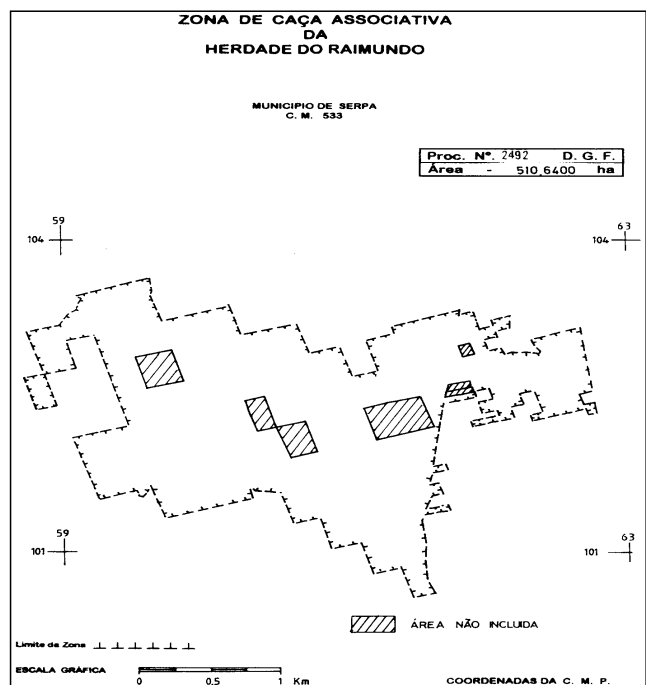 ZONA DE CAÇA ASSOCIATIVA
DA
HERDADE DO RAIMUNDO
MUNICIPIO DE SERPA
C. M. 533
Proc. Nº. 2492 D. G. F.
Área - 510,6400 ha
59
104
63
104
59
101
63
101
ÁREA NÃO INCLUIDA
Limite da Zona
ESCALA GRÁFICA
0 0,5 1 Km
COORDENADAS DA C. M. P.